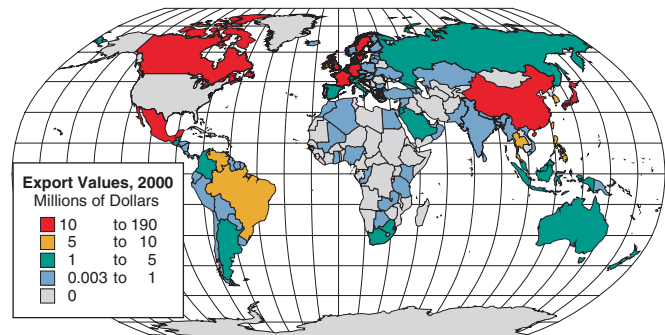 Export Values, 2000
Millions of Dollars
10 to 190
5 to 10
1 to 5
0.003 to 1
0